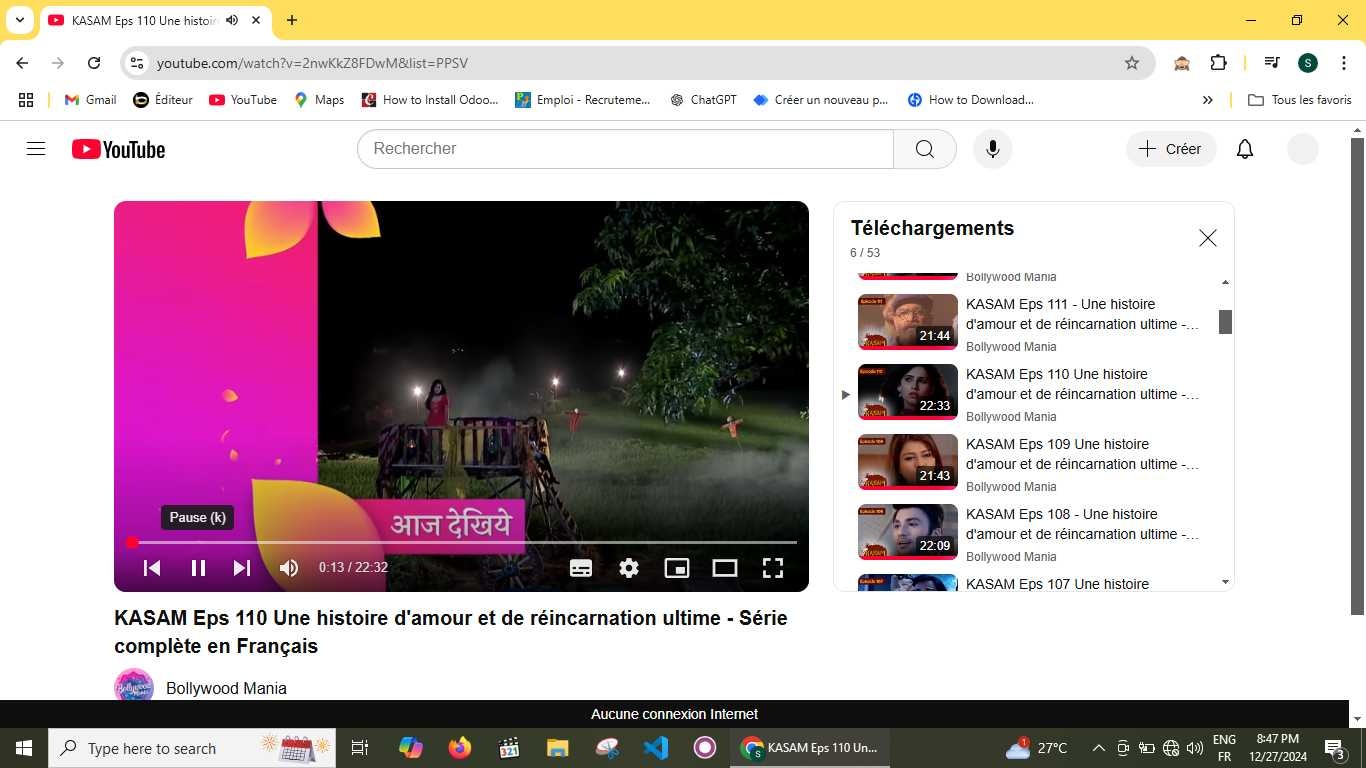 KASAM Eps 110 Une histoir
youtube.com/watch?v=2nwKkZ8FDwM&list=PPSV
S
Gmail
Éditeur
YouTube
Maps
How to Install Odoo...
Emploi - Recruteme...
ChatGPT
Créer un nouveau p...
How to Download...
Tous les favoris
YouTube
Rechercher
Créer
आज देखिये
Pause (k)
0:13 / 22:32
Téléchargements
6 / 53
Bollywood Mania
KASAM Eps 111 - Une histoire
d'amour et de réincarnation ultime -...
21:44
Bollywood Mania
KASAM Eps 110 Une histoire
d'amour et de réincarnation ultime -...
22:33
Bollywood Mania
KASAM Eps 109 Une histoire
d'amour et de réincarnation ultime -...
21:43
Bollywood Mania
KASAM Eps 108 - Une histoire
d'amour et de réincarnation ultime -...
22:09
Bollywood Mania
KASAM Eps 107 Une histoire
KASAM Eps 110 Une histoire d'amour et de réincarnation ultime - Série
complète en Français
Bollywood Mania
Aucune connexion Internet
Type here to search
KASAM Eps 110 Un...
27°C
ENG
FR
8:47 PM
12/27/2024
3